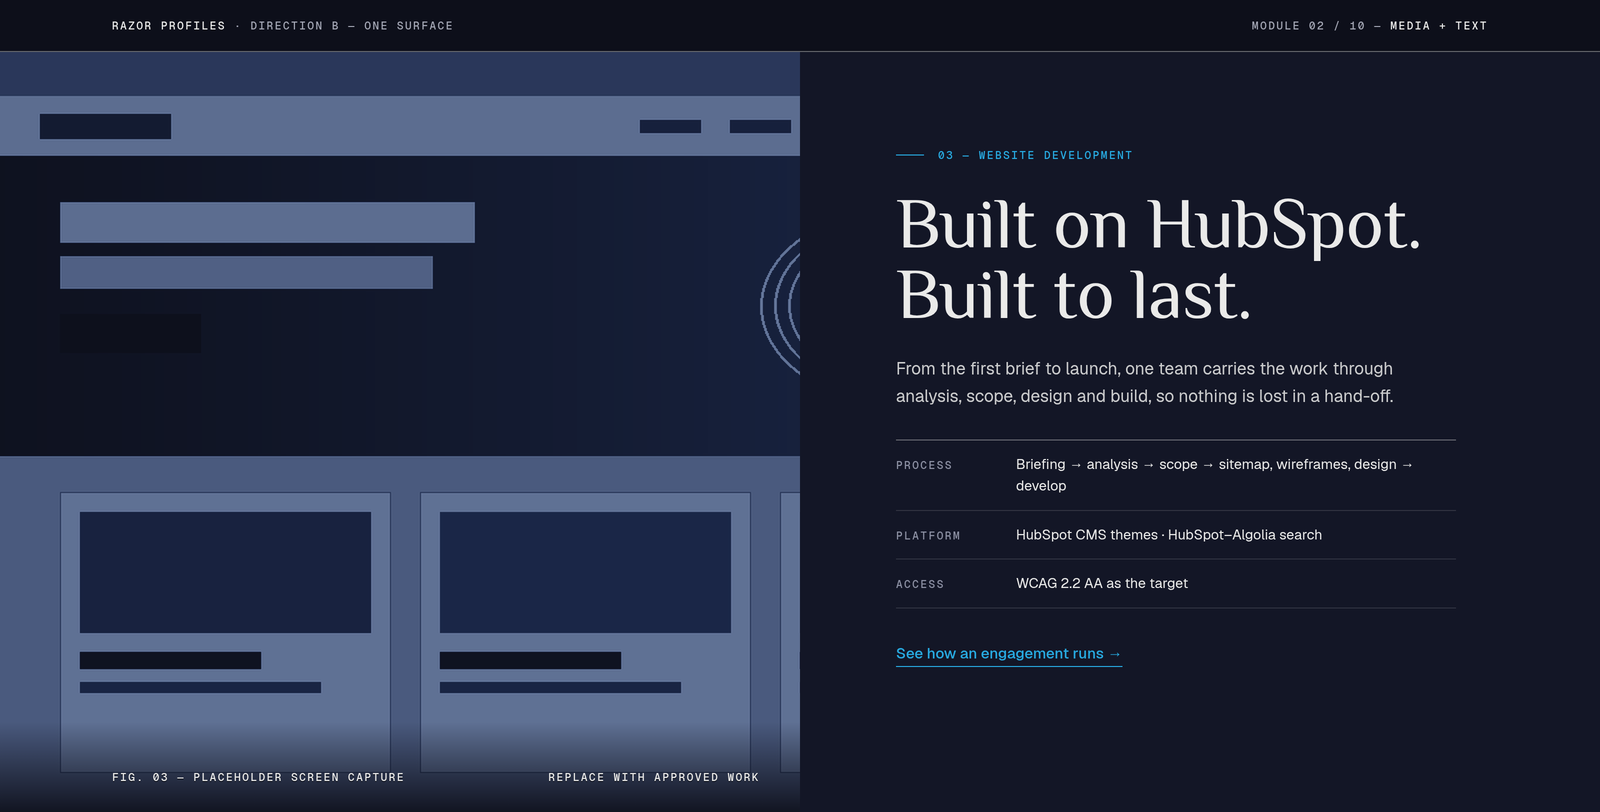 RAZOR PROFILES · DIRECTION B — ONE SURFACE
MODULE 02 / 10 — MEDIA + TEXT
03 — WEBSITE DEVELOPMENT
Built on HubSpot.
Built to last.
From the first brief to launch, one team carries the work through
analysis, scope, design and build, so nothing is lost in a hand-off.
PROCESS Briefing → analysis → scope → sitemap, wireframes, design →
develop
PLATFORM HubSpot CMS themes · HubSpot–Algolia search
ACCESS WCAG 2.2 AA as the target
See how an engagement runs →
FIG. 03 — PLACEHOLDER SCREEN CAPTURE
REPLACE WITH APPROVED WORK